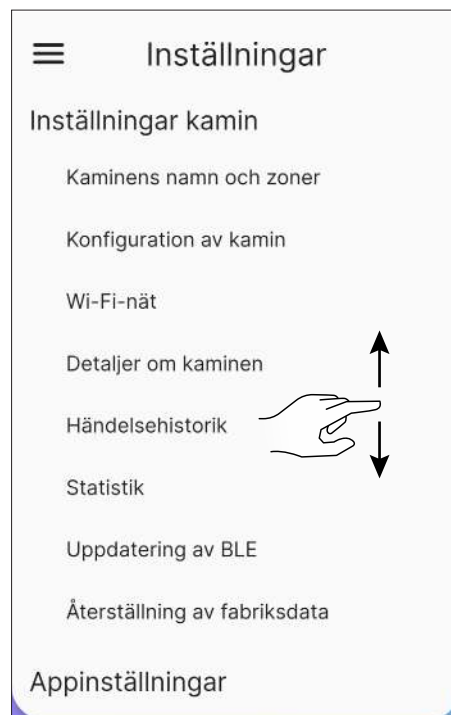 Inställningar
Inställningar kamin
Kaminens namn och zoner
Konfiguration av kamin
Wi-Fi-nät
Detaljer om kaminen
Händelsehistorik
Statistik
Uppdatering av BLE
Återställning av fabriksdata
Appinställningar